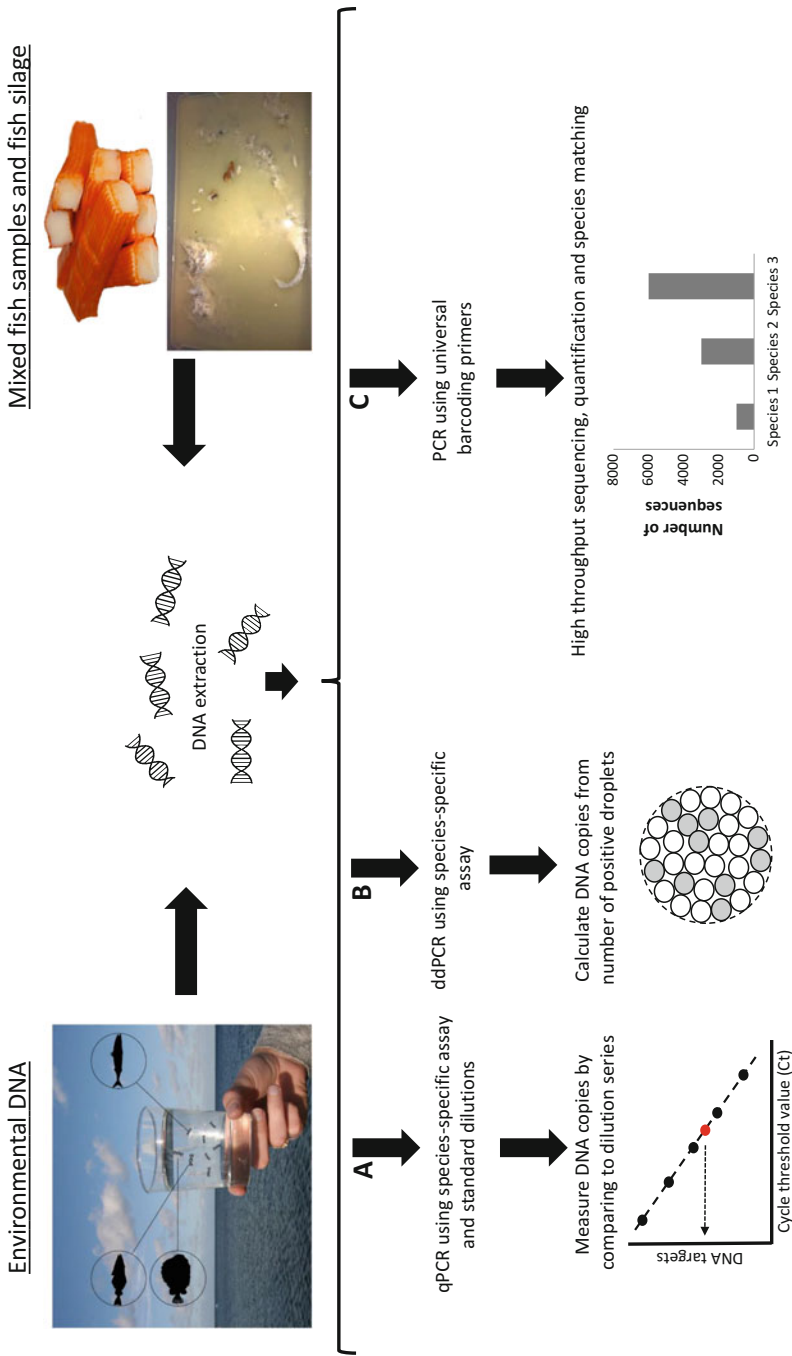 Environmental DNA
Mixed fish samples and fish silage
DNA extraction
A
qPCR using species-specific assay
and standard dilutions
Measure DNA copies by
comparing to dilution series
DNA targets
Cycle threshold value (Ct)
B
ddPCR using species-specific
assay
Calculate DNA copies from
number of positive droplets
C
PCR using universal
barcoding primers
High throughput sequencing, quantification and species matching
Number of
sequences
8000
6000
4000
2000
0
Species 1 Species 2 Species 3